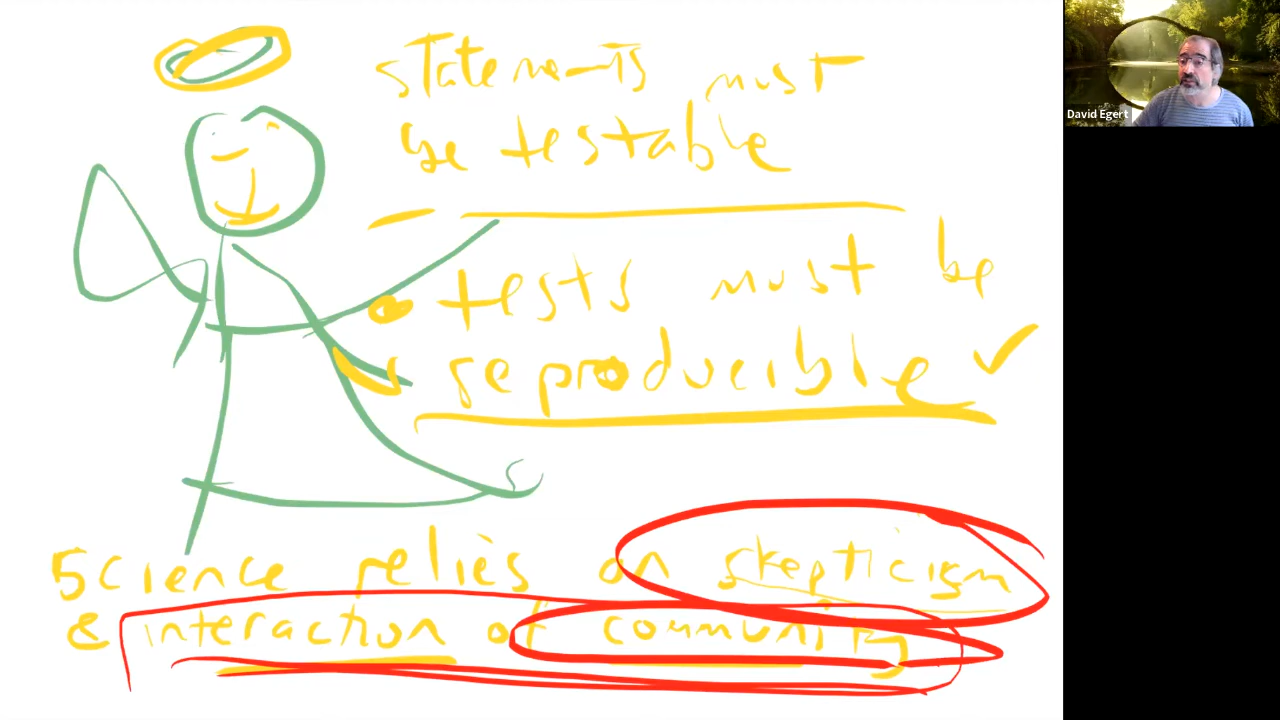 statements must
be testable
tests must be
reproducible
Science relies on skepticism
& interaction of community
David Egert